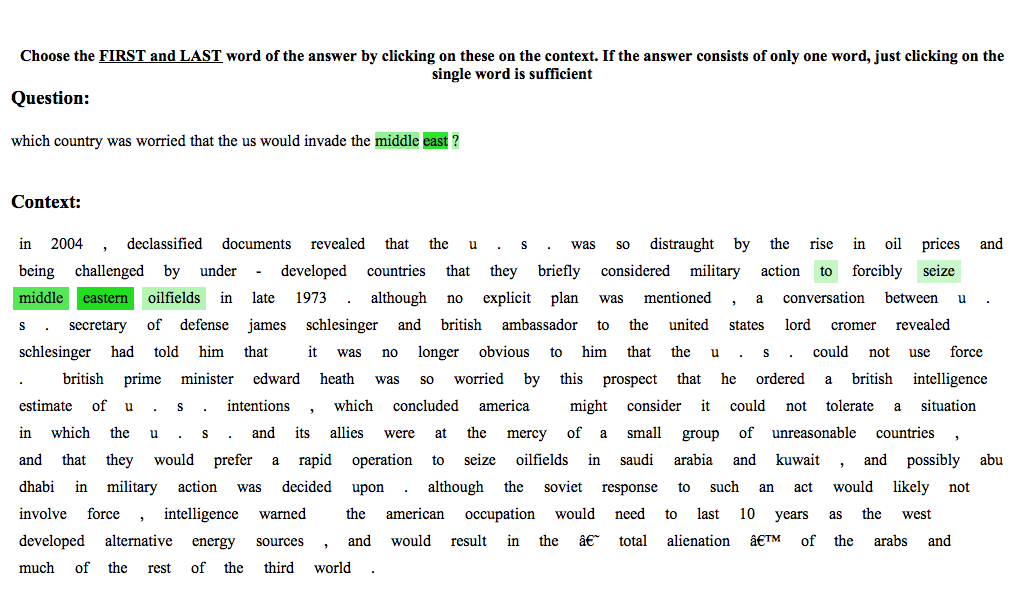 Choose the FIRST and LAST word of the answer by clicking on these on the context. If the answer consists of only one word, just clicking on the
single word is sufficient
Question:
which country was worried that the us would invade the middle east ?
Context:
in 2004 , declassified documents revealed that the u . s . was so distraught by the rise in oil prices and
being challenged by under - developed countries that they briefly considered military action to forcibly seize
middle eastern oilfields in late 1973 . although no explicit plan was mentioned , a conversation between u .
s . secretary of defense james schlesinger and british ambassador to the united states lord cromer revealed
schlesinger had told him that it was no longer obvious to him that the u . s . could not use force
. british prime minister edward heath was so worried by this prospect that he ordered a british intelligence
estimate of u . s . intentions , which concluded america might consider it could not tolerate a situation
in which the u . s . and its allies were at the mercy of a small group of unreasonable countries ,
and that they would prefer a rapid operation to seize oilfields in saudi arabia and kuwait , and possibly abu
dhabi in military action was decided upon . although the soviet response to such an act would likely not
involve force , intelligence warned the american occupation would need to last 10 years as the west
developed alternative energy sources , and would result in the â€˜ total alienation â€™ of the arabs and
much of the rest of the third world .